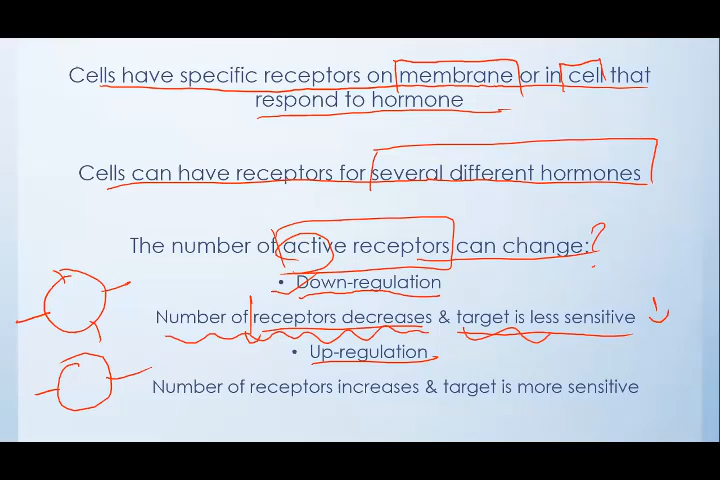 Cells have specific receptors on membrane or in cell that
respond to hormone
Cells can have receptors for several different hormones
The number of active receptors can change:?
• Down-regulation
Number of receptors decreases & target is less sensitive
• Up-regulation
Number of receptors increases & target is more sensitive